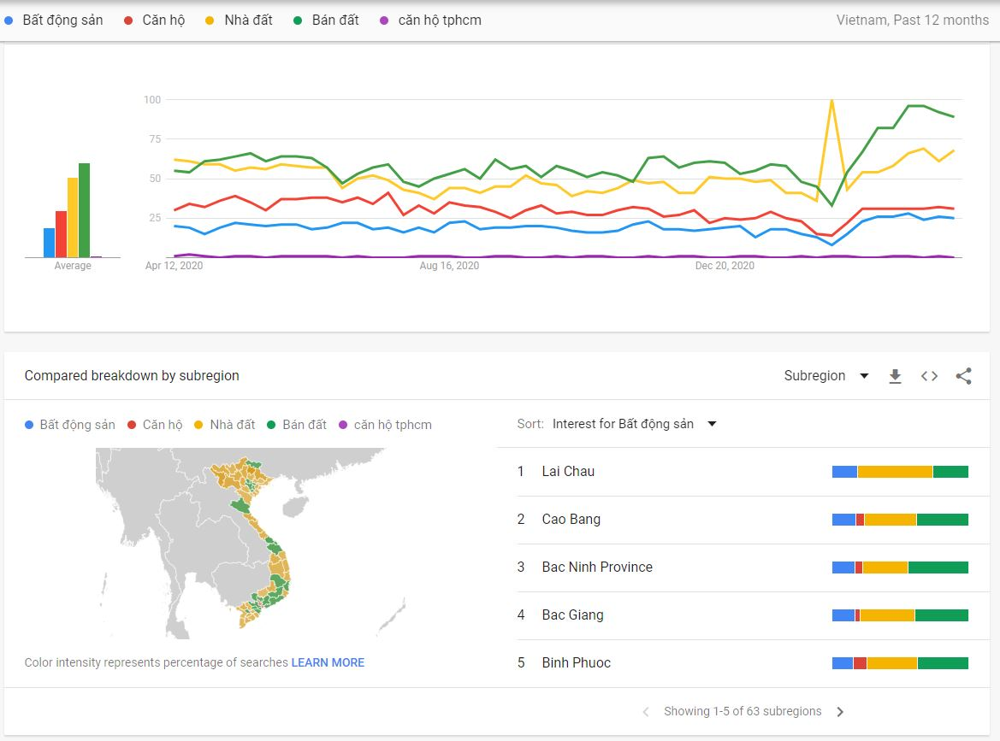 Bất động sản Căn hộ Nhà đất Bán đất căn hộ tphcm Vietnam, Past 12 months
100
75
50
25
Average Apr 12, 2020 Aug 16, 2020 Dec 20, 2020
Compared breakdown by subregion Subregion
Bất động sản Căn hộ Nhà đất Bán đất căn hộ tphcm
Sort: Interest for Bất động sản
1 Lai Chau
2 Cao Bang
3 Bac Ninh Province
4 Bac Giang
5 Binh Phuoc
Color intensity represents percentage of searches LEARN MORE
Showing 1-5 of 63 subregions